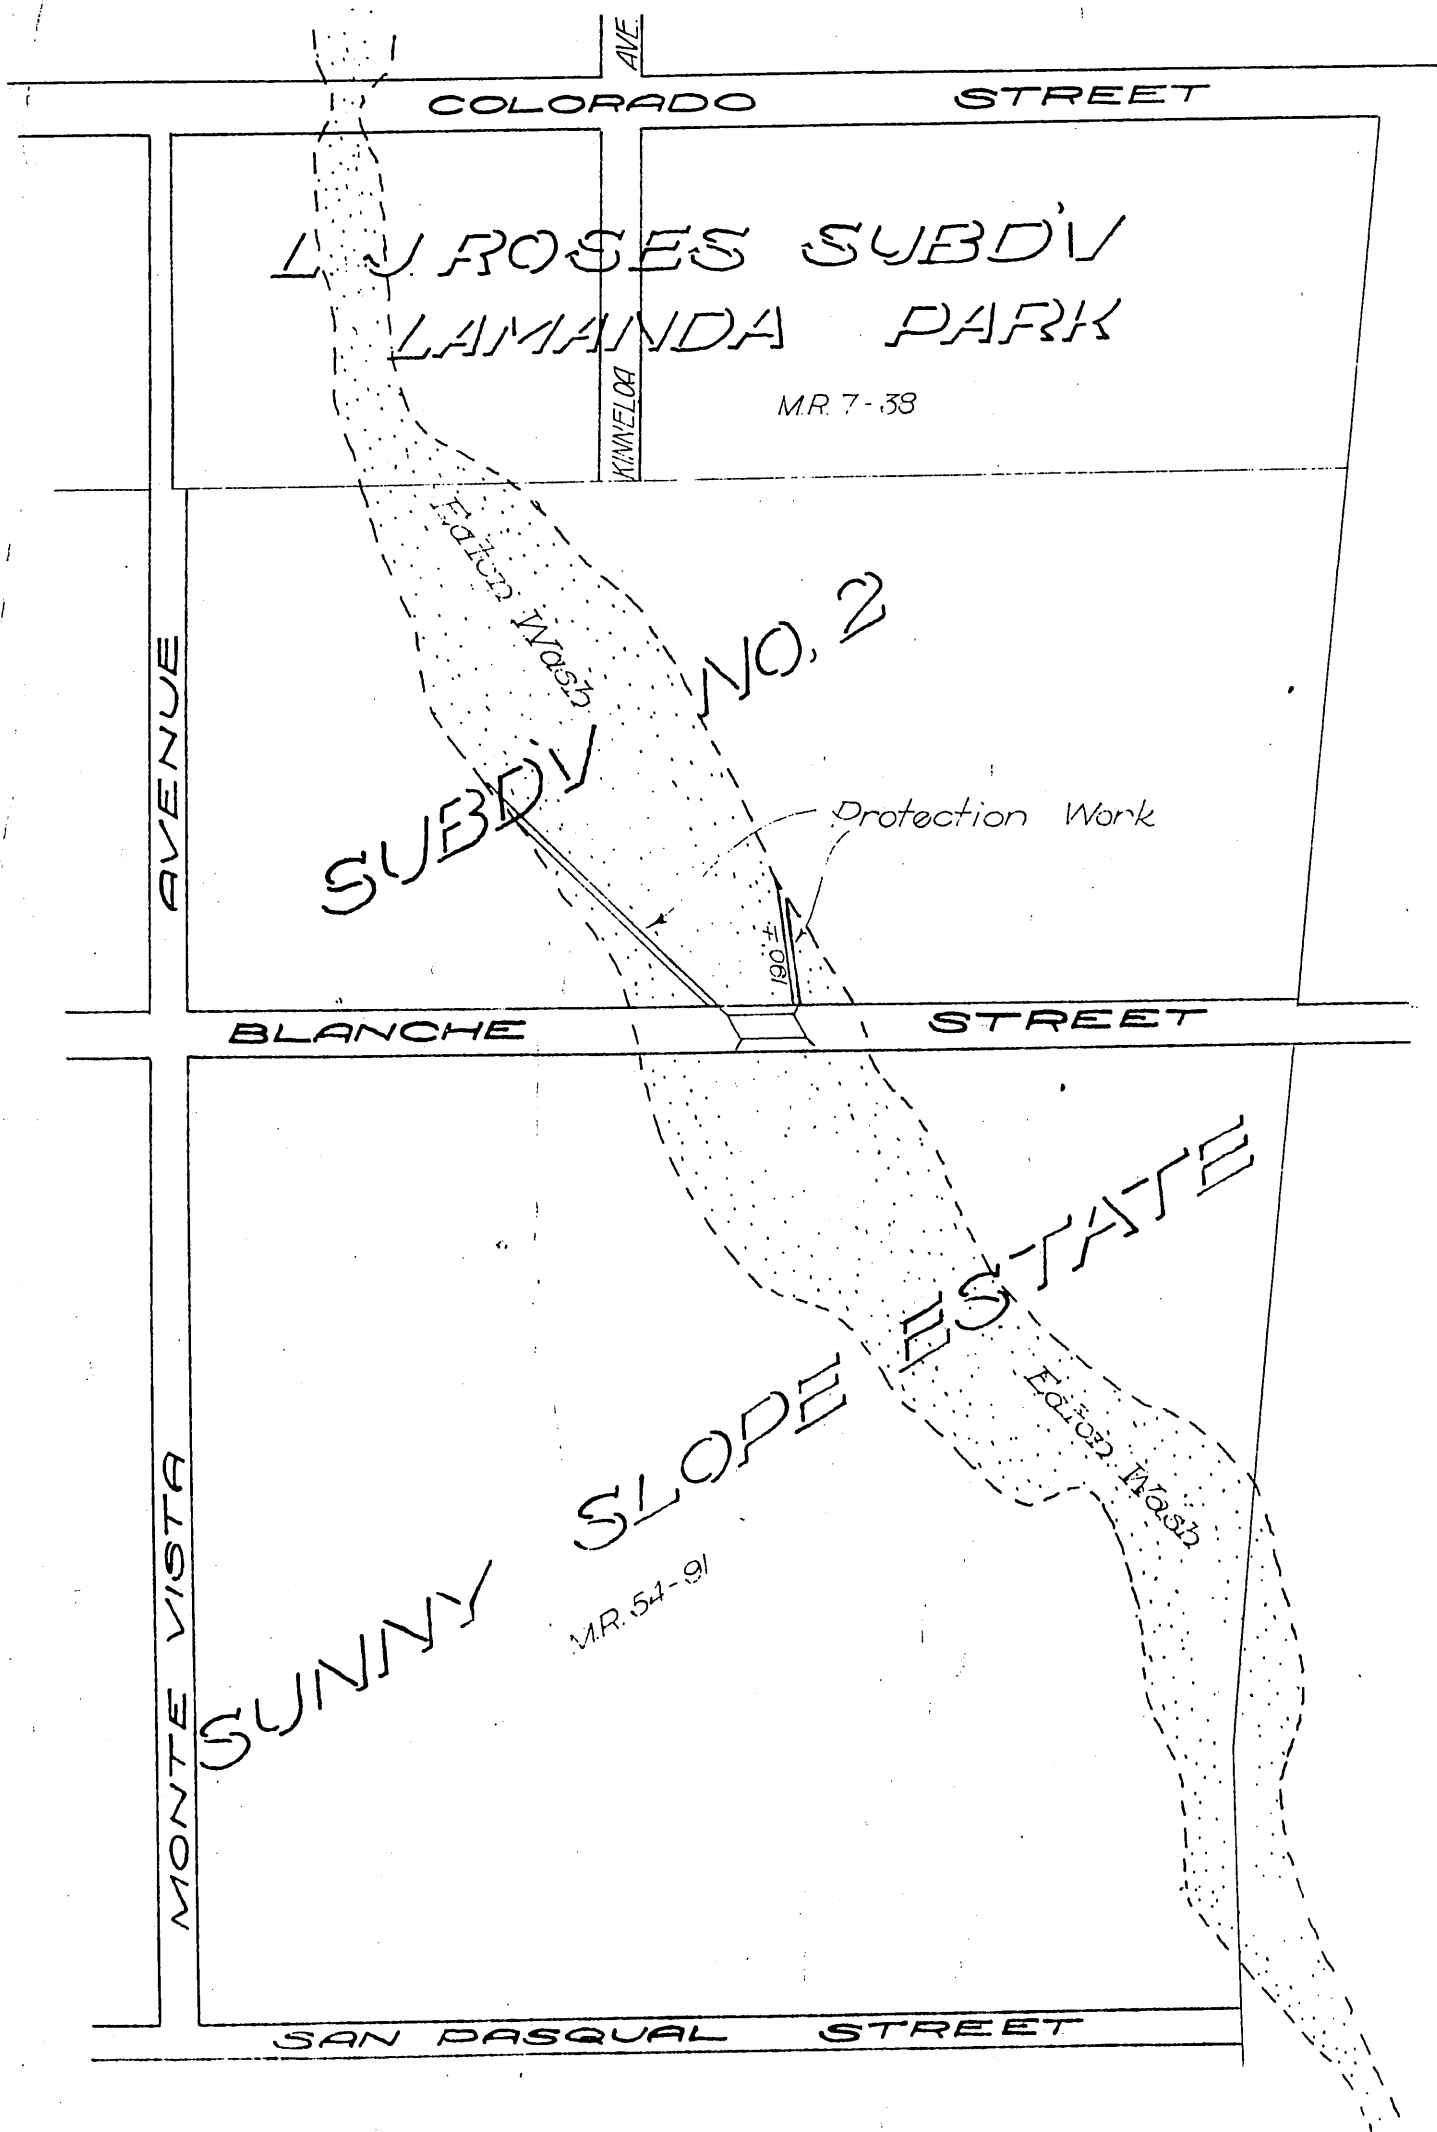 AVE.
COLORADO STREET
L. J. ROSES SUBD'V
LAMANDA PARK
M.R. 7-38
KINNELOA
Eaton Wash
SUBD'V NO. 2
AVENUE
Protection Work
190'±
BLANCHE STREET
SUNNY SLOPE ESTATE
Eaton Wash
M.R. 54-91
MONTE VISTA
SAN PASQUAL STREET